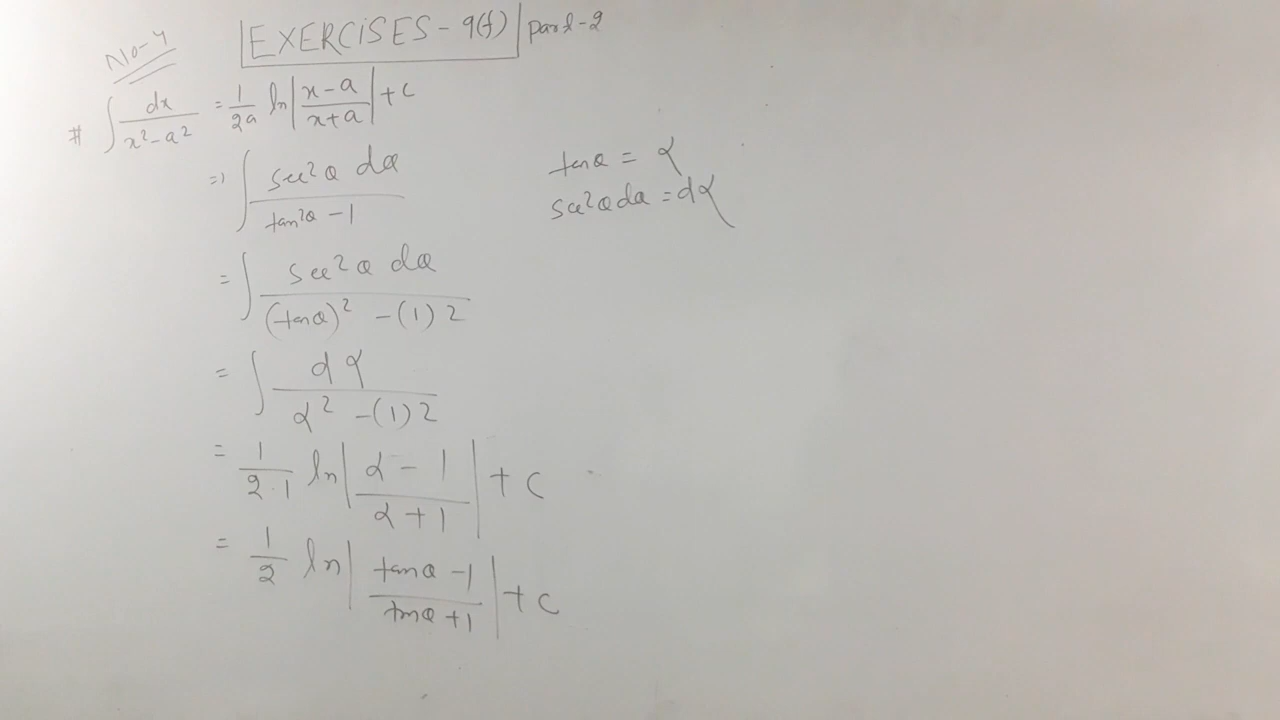 NO-4
EXERCISES - 9(f) Part-2
# ∫ dx / (x² - a²) = 1/2a ln |(x - a)/(x + a)| + c
⇒ ∫ sec²θ dθ / (tan²θ - 1)
tanθ = α
sec²θ dθ = dα
= ∫ sec²θ dθ / ((tanθ)² - (1)2)
= ∫ dα / (α² - (1)2)
= 1/(2·1) ln |(α - 1)/(α + 1)| + c
= 1/2 ln |(tanθ - 1)/(tanθ + 1)| + c